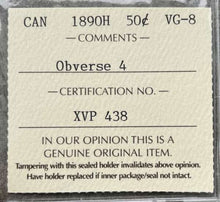 CAN 1890H 50¢ VG-8
— COMMENTS —
Obverse 4
— CERTIFICATION NO. —
XVP 438
IN OUR OPINION THIS IS A
GENUINE ORIGINAL ITEM.
Tampering with this sealed holder invalidates above opinion.
Have holder replaced if inner package/seal not intact.